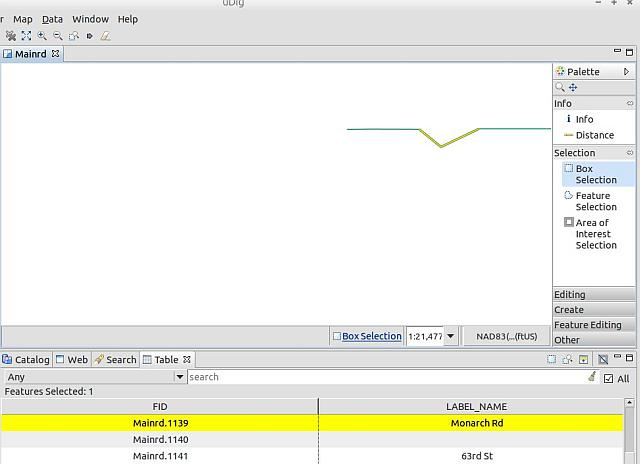 uDig
r Map Data Window Help
Mainrd
Palette
Info
Info
Distance
Selection
Box Selection
Feature Selection
Area of Interest Selection
Editing
Create
Feature Editing
Other
Box Selection 1:21,477 NAD83(...(ftUS)
Catalog Web Search Table
Any search All
Features Selected: 1
FID LABEL_NAME
Mainrd.1139 Monarch Rd
Mainrd.1140
Mainrd.1141 63rd St